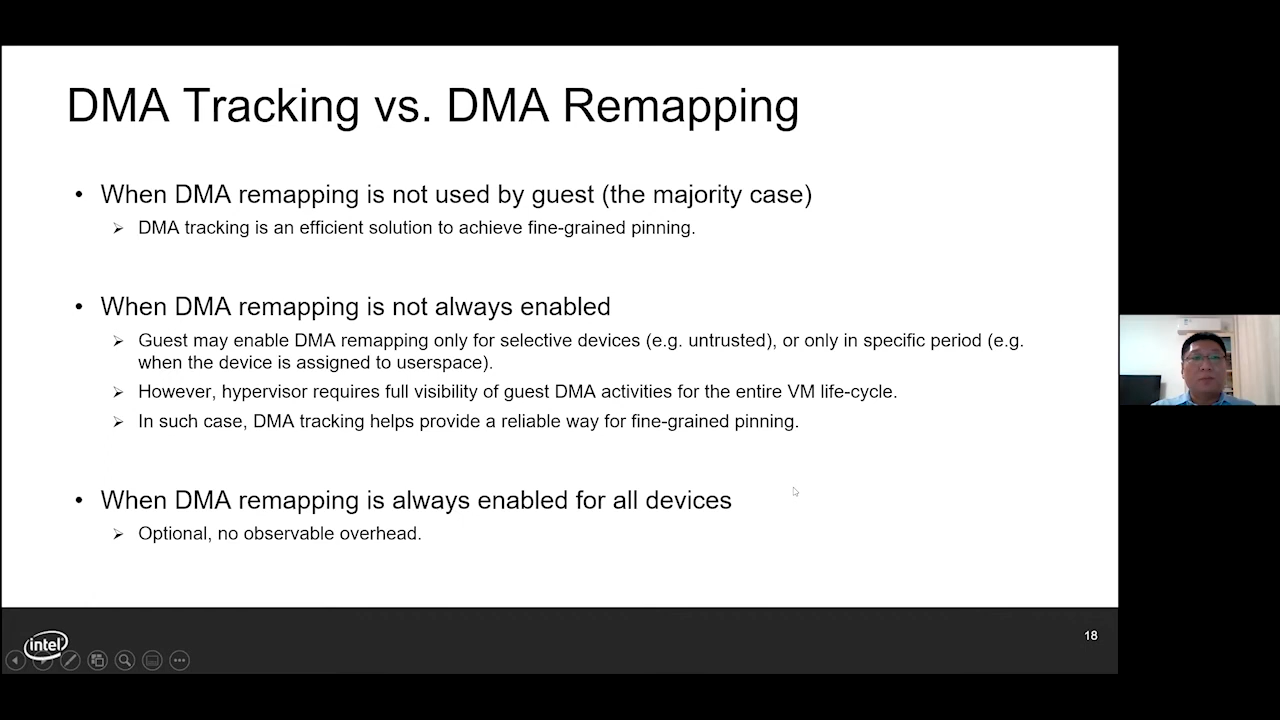 DMA Tracking vs. DMA Remapping
• When DMA remapping is not used by guest (the majority case)
➢ DMA tracking is an efficient solution to achieve fine-grained pinning.
• When DMA remapping is not always enabled
➢ Guest may enable DMA remapping only for selective devices (e.g. untrusted), or only in specific period (e.g.
when the device is assigned to userspace).
➢ However, hypervisor requires full visibility of guest DMA activities for the entire VM life-cycle.
➢ In such case, DMA tracking helps provide a reliable way for fine-grained pinning.
• When DMA remapping is always enabled for all devices
➢ Optional, no observable overhead.
intel
18